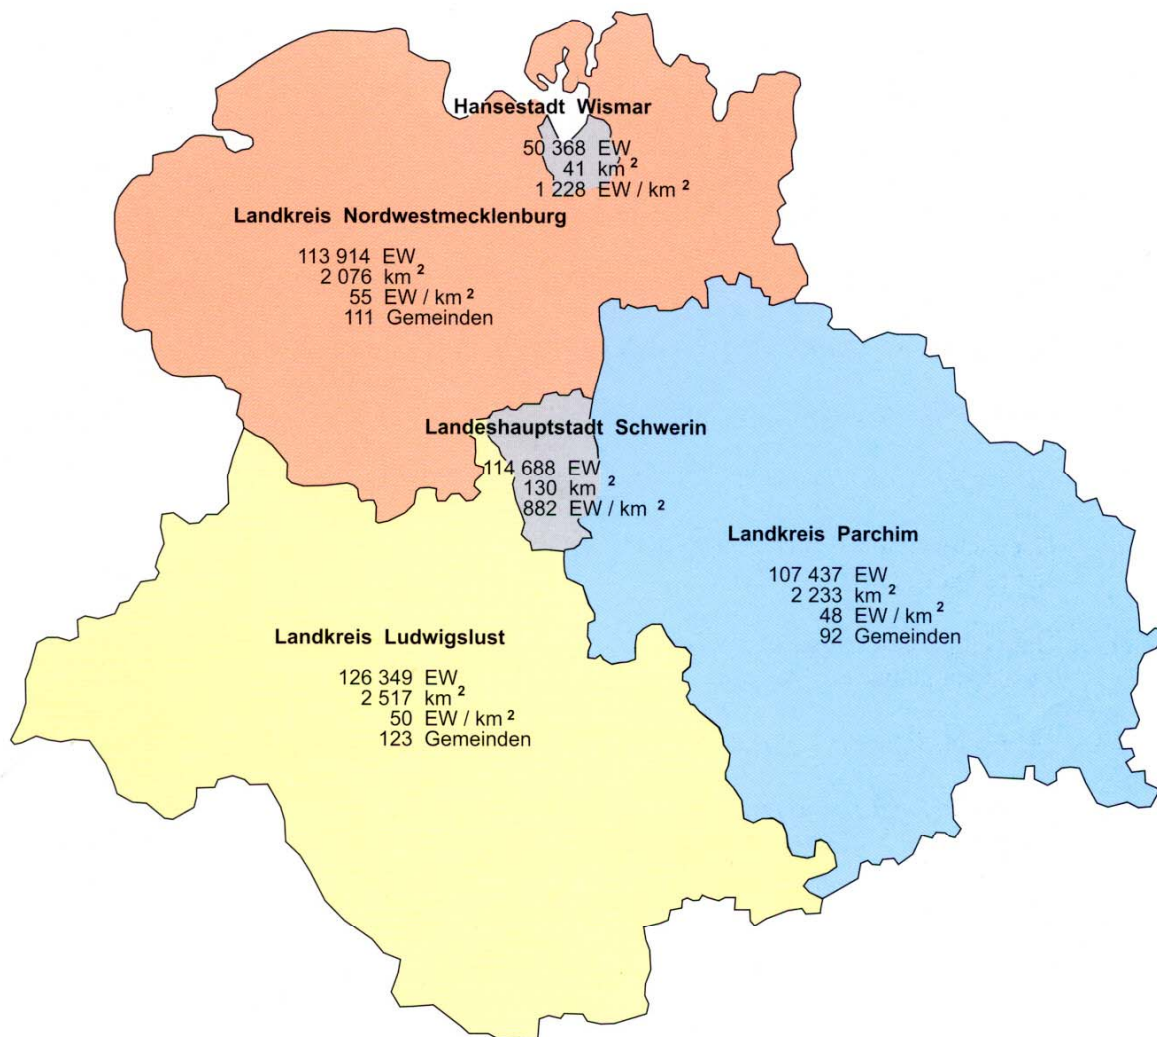 Hansestadt Wismar
50 368 EW
41 km²
1 228 EW / km²
Landkreis Nordwestmecklenburg
113 914 EW
2 076 km²
55 EW / km²
111 Gemeinden
Landeshauptstadt Schwerin
114 688 EW
130 km²
882 EW / km²
Landkreis Parchim
107 437 EW
2 233 km²
48 EW / km²
92 Gemeinden
Landkreis Ludwigslust
126 349 EW
2 517 km²
50 EW / km²
123 Gemeinden